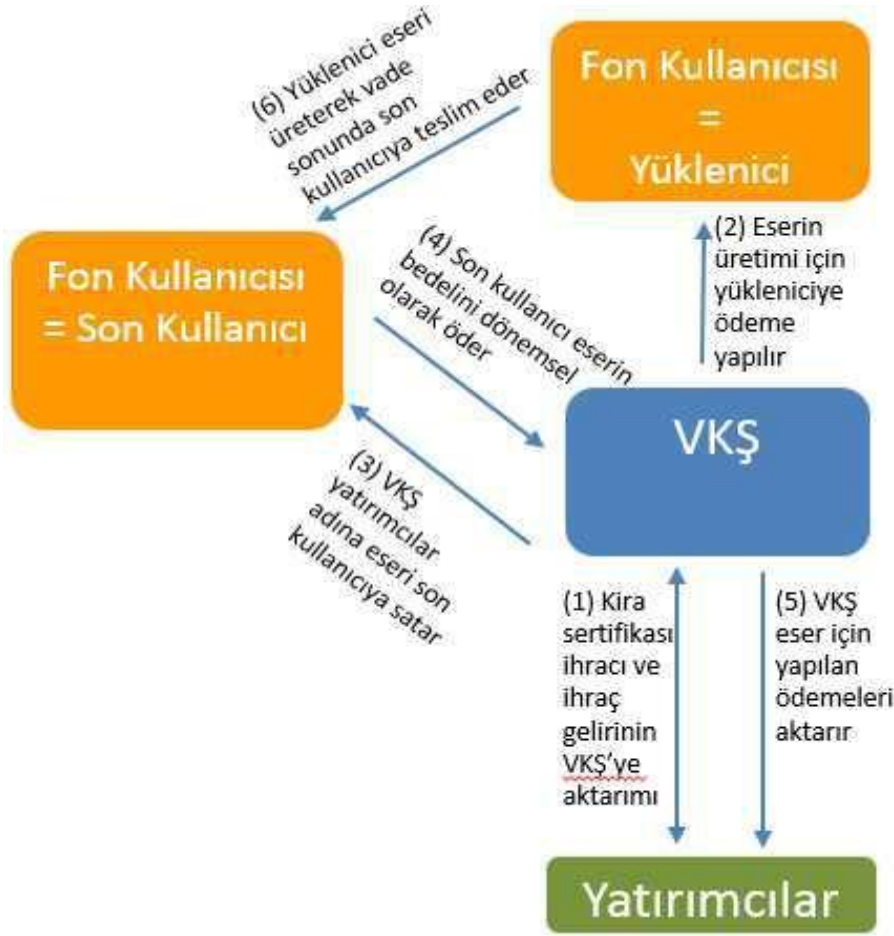 (6) Yüklenici eseri
üreterek vade
sonunda son
kullanıcıya teslim eder
Fon Kullanıcısı
=
Yüklenici
Fon Kullanıcısı
= Son Kullanıcı
(4) Son kullanıcı eserin
bedelini dönemsel
olarak öder
(2) Eserin
üretimi için
yükleniciye
ödeme
yapılır
VKŞ
(3) VKŞ
yatırımcılar
adına eseri son
kullanıcıya satar
(1) Kira
sertifikası
ihracı ve
ihraç
gelirinin
VKŞ'ye
aktarımı
(5) VKŞ
eser için
yapılan
ödemeleri
aktarır
Yatırımcılar